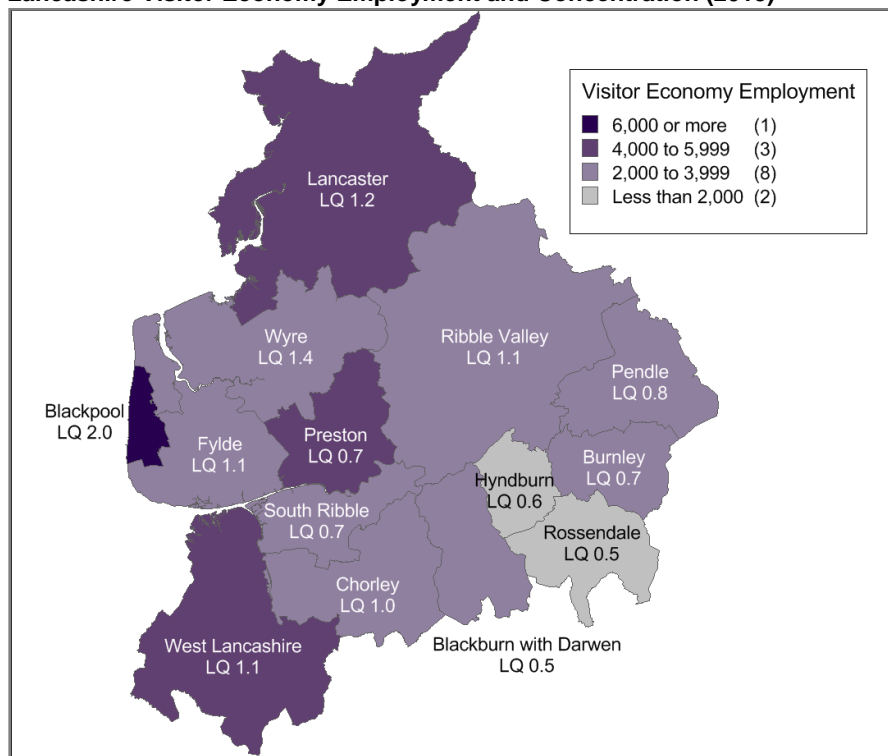 Lancashire Visitor Economy Employment and Concentration
Visitor Economy Employment
6,000 or more (1)
4,000 to 5,999 (3)
2,000 to 3,999 (8)
Less than 2,000 (2)
Lancaster
LQ 1.2
Wyre
LQ 1.4
Ribble Valley
LQ 1.1
Pendle
LQ 0.8
Blackpool
LQ 2.0
Fylde
LQ 1.1
Preston
LQ 0.7
Burnley
LQ 0.7
Hyndburn
LQ 0.6
South Ribble
LQ 0.7
Rossendale
LQ 0.5
Chorley
LQ 1.0
West Lancashire
LQ 1.1
Blackburn with Darwen
LQ 0.5